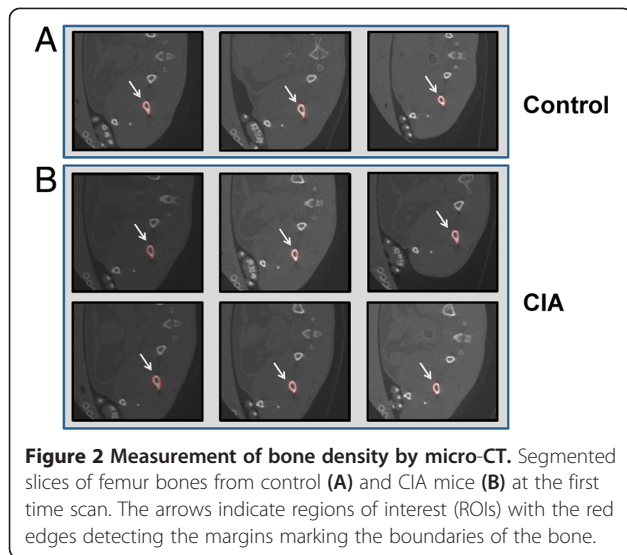 A
Control
B
CIA
Figure 2 Measurement of bone density by micro-CT. Segmented
slices of femur bones from control (A) and CIA mice (B) at the first
time scan. The arrows indicate regions of interest (ROIs) with the red
edges detecting the margins marking the boundaries of the bone.